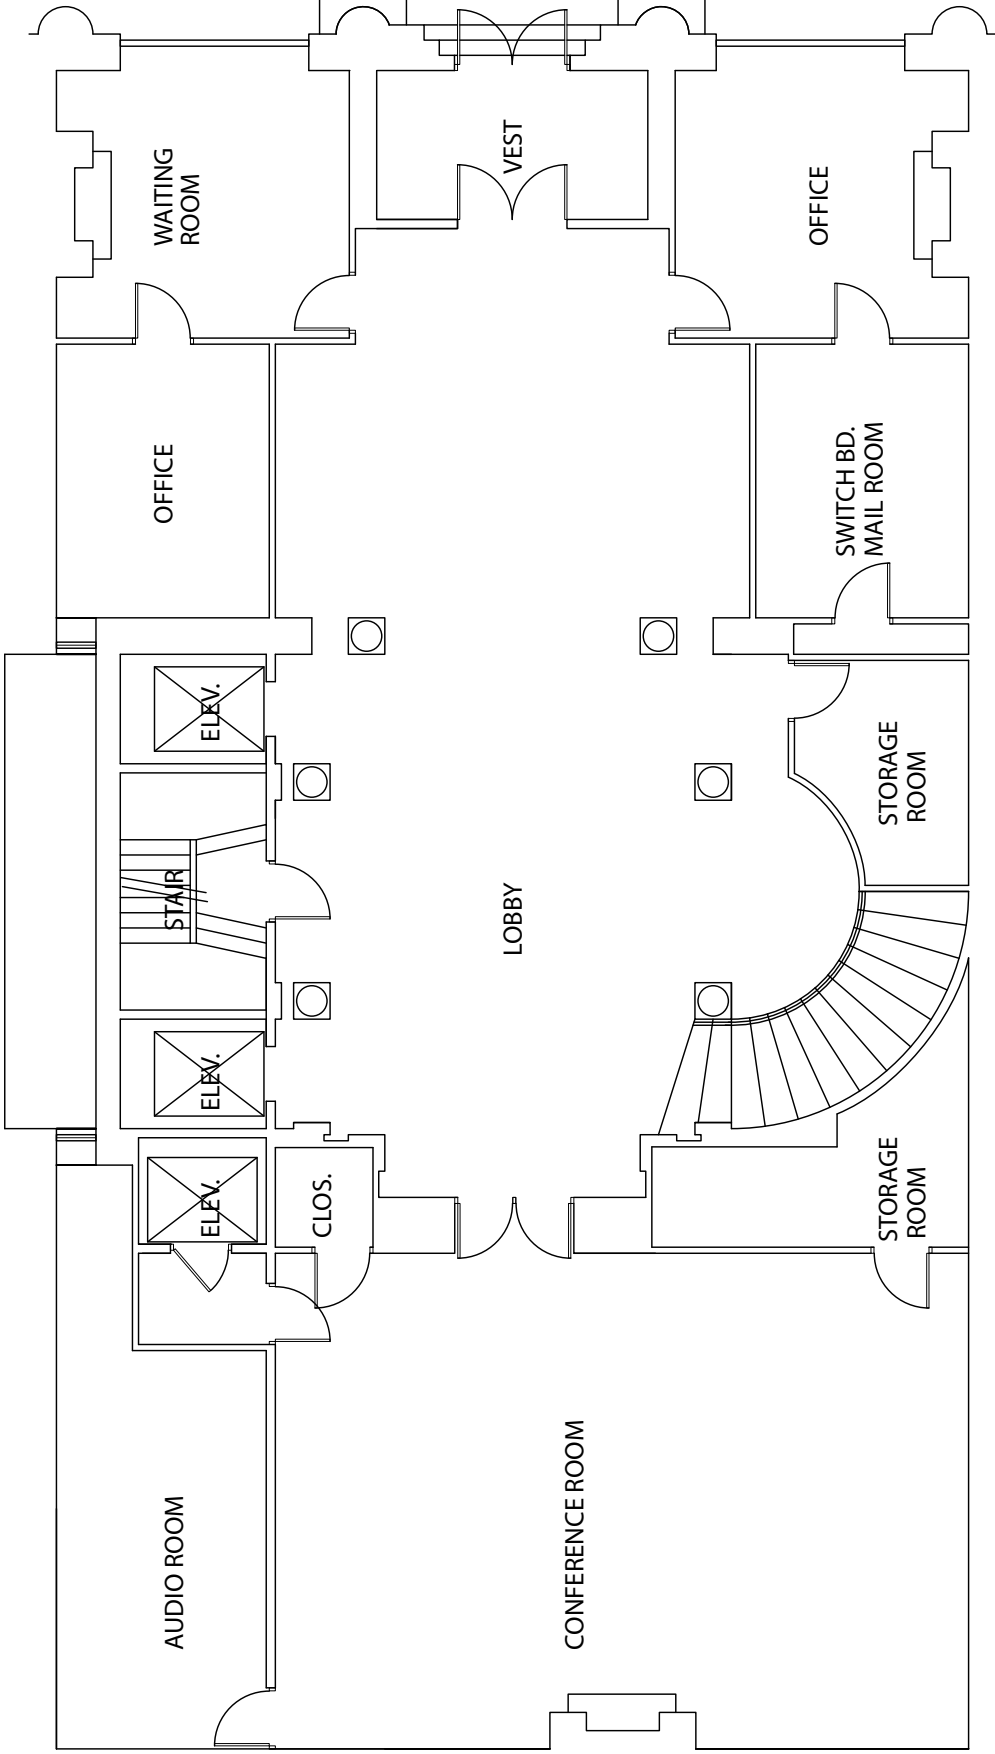 WAITING
ROOM
VEST
OFFICE
OFFICE
SWITCH BD.
MAIL ROOM
ELEV.
STORAGE
ROOM
STAIR
LOBBY
ELEV.
ELEV.
CLOS.
STORAGE
ROOM
AUDIO ROOM
CONFERENCE ROOM